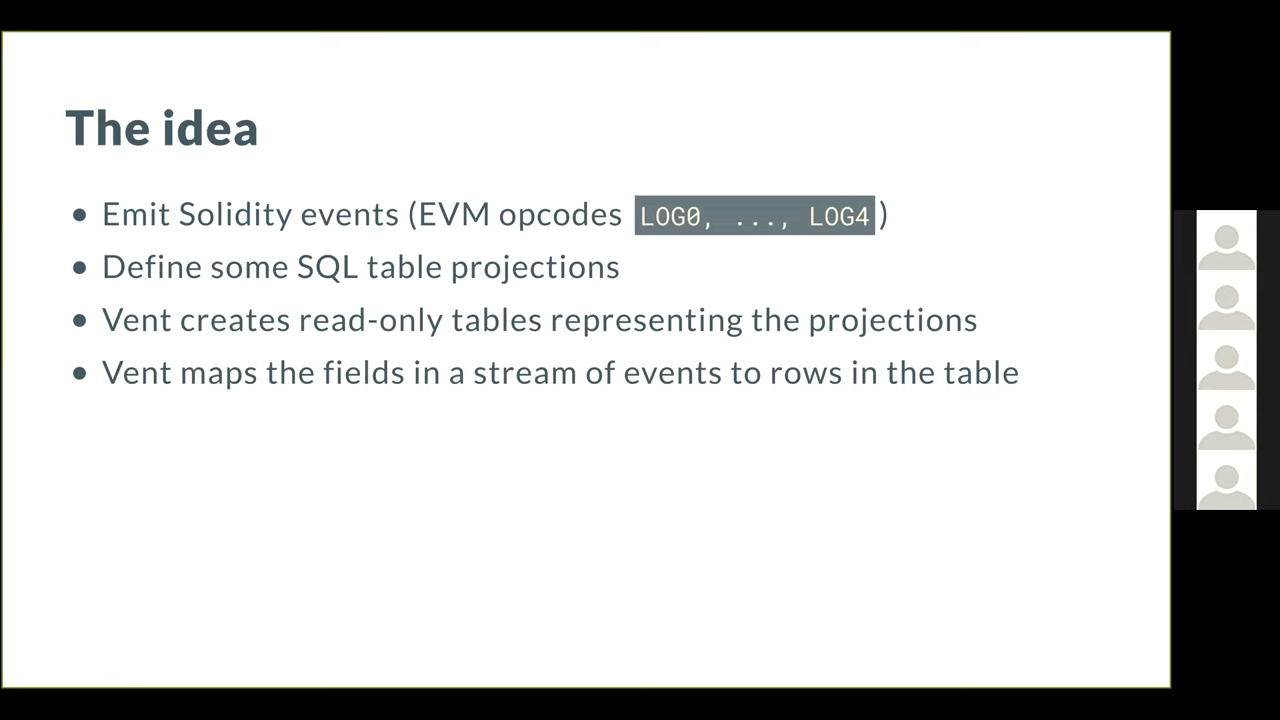 The idea
• Emit Solidity events (EVM opcodes LOG0, ..., LOG4)
• Define some SQL table projections
• Vent creates read-only tables representing the projections
• Vent maps the fields in a stream of events to rows in the table